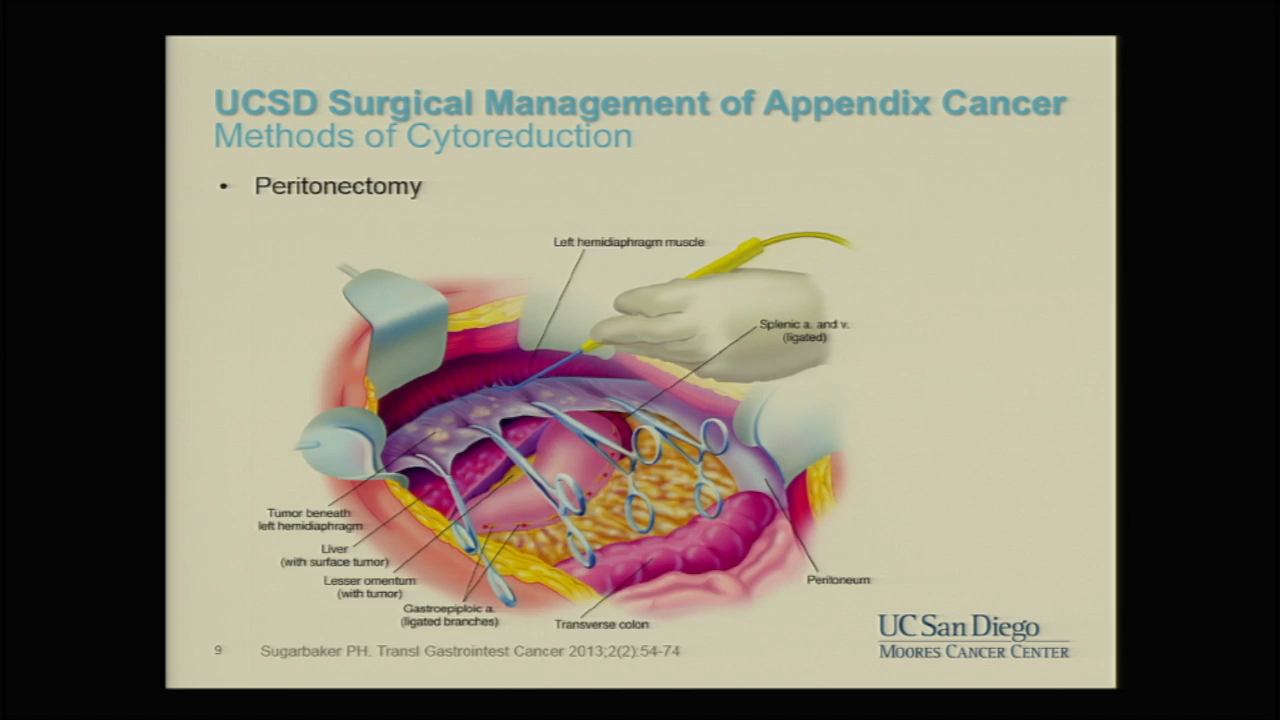 UCSD Surgical Management of Appendix Cancer
Methods of Cytoreduction
• Peritonectomy
Left hemidiaphragm muscle
Splenic a. and v.
(ligated)
Tumor beneath
left hemidiaphragm
Liver
(with surface tumor)
Lesser omentum
(with tumor)
Gastroepiploic a.
(ligated branches)
Transverse colon
Peritoneum
UC San Diego
MOORES CANCER CENTER
9
Sugarbaker PH. Transl Gastrointest Cancer 2013;2(2):54-74